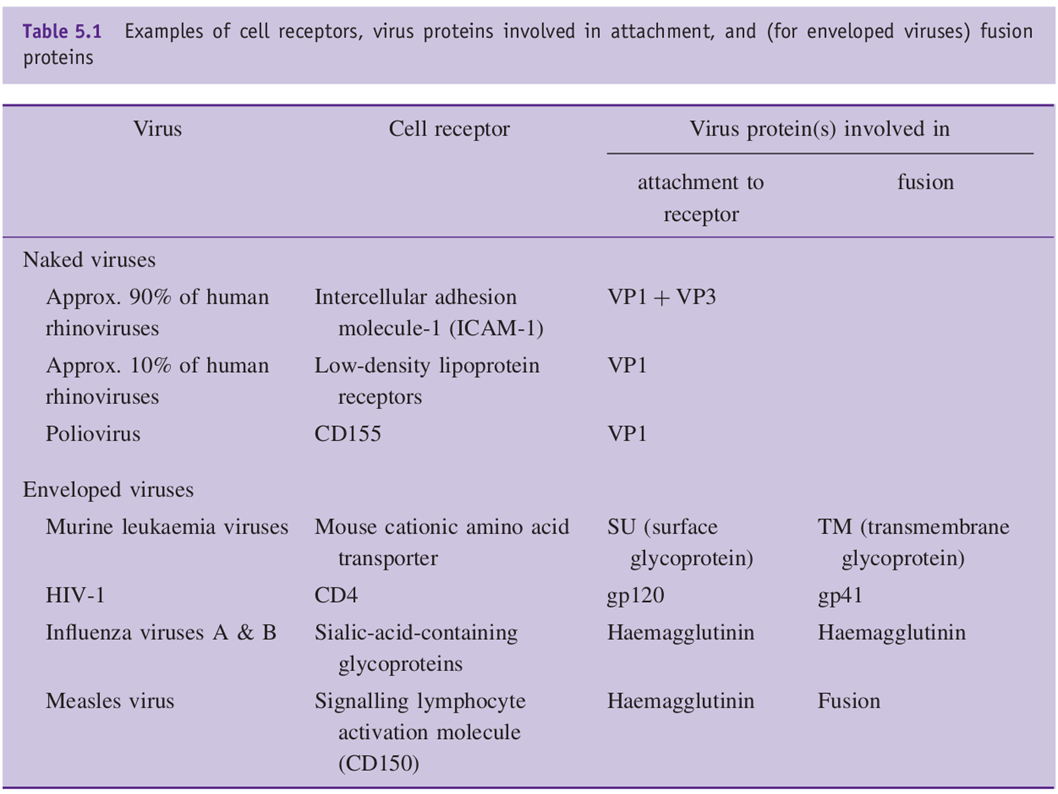 Table 5.1 Examples of cell receptors, virus proteins involved in attachment, and (for enveloped viruses) fusion
proteins
Virus Cell receptor Virus protein(s) involved in
attachment to fusion
receptor
Naked viruses
Approx. 90% of human Intercellular adhesion VP1 + VP3
rhinoviruses molecule-1 (ICAM-1)
Approx. 10% of human Low-density lipoprotein VP1
rhinoviruses receptors
Poliovirus CD155 VP1
Enveloped viruses
Murine leukaemia viruses Mouse cationic amino acid SU (surface TM (transmembrane
transporter glycoprotein) glycoprotein)
HIV-1 CD4 gp120 gp41
Influenza viruses A & B Sialic-acid-containing Haemagglutinin Haemagglutinin
glycoproteins
Measles virus Signalling lymphocyte Haemagglutinin Fusion
activation molecule
(CD150)